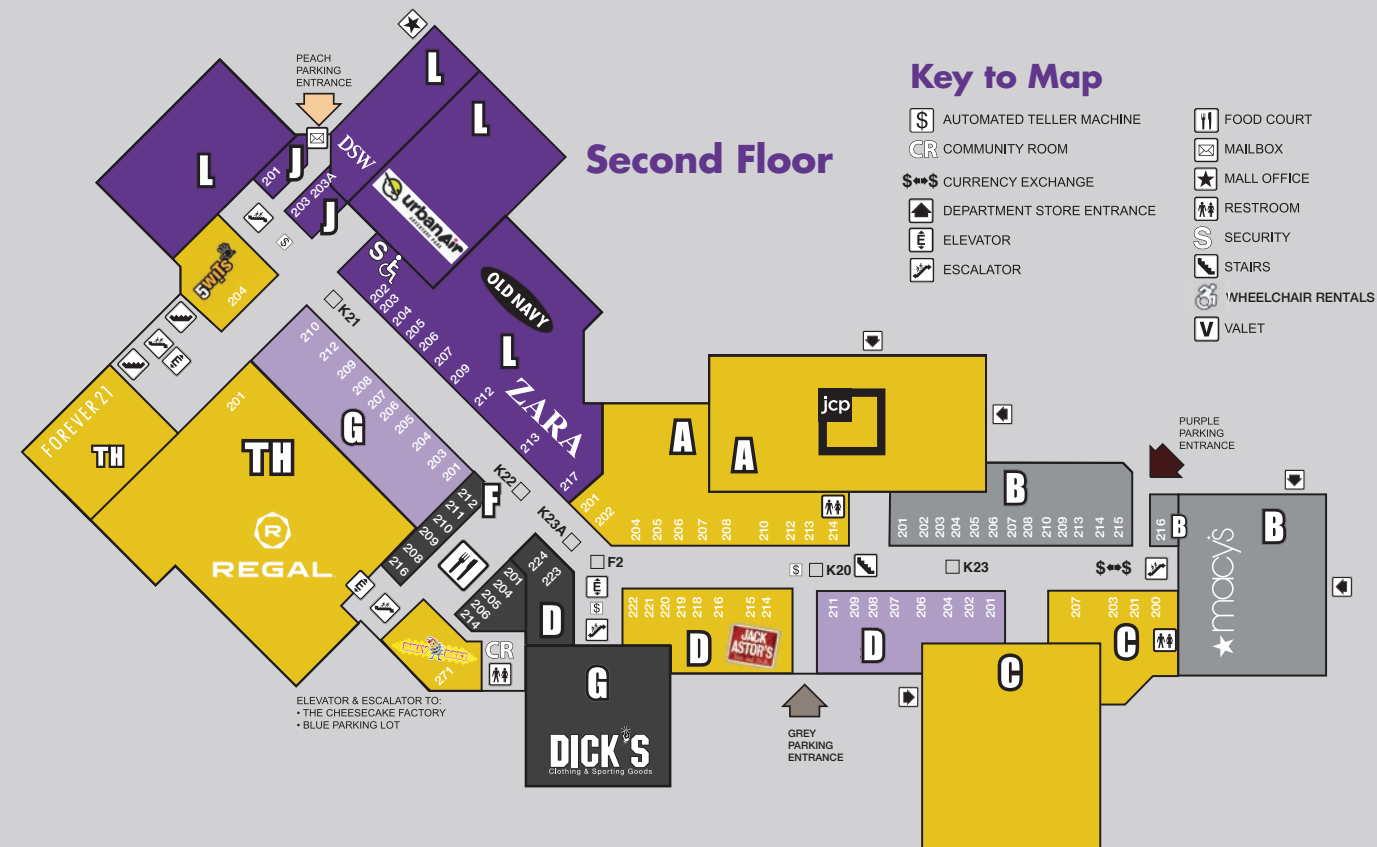 Second Floor
Key to Map
$ AUTOMATED TELLER MACHINE
CR COMMUNITY ROOM
$ $ CURRENCY EXCHANGE
DEPARTMENT STORE ENTRANCE
E ELEVATOR
ESCALATOR
FOOD COURT
MAILBOX
MALL OFFICE
RESTROOM
S SECURITY
STAIRS
WHEELCHAIR RENTALS
V VALET
PEACH
PARKING
ENTRANCE
L
L
L
DSW
urbanAir
ADVENTURE PARK
J
201
203 203A
J
$
5wits
204
S
202
203
204
205
206
207
209
212
213
217
OLD NAVY
L
ZARA
K21
E
FOREVER 21
TH
201
TH
REGAL
R
210
212
209
208
207
206
205
204
203
201
G
K22
K23A
F
212
211
210
209
208
216
201
204
205
206
214
224
223
D
F2
E
$
E
271
CR
G
DICK'S
Clothing & Sporting Goods
ELEVATOR & ESCALATOR TO:
• THE CHEESECAKE FACTORY
• BLUE PARKING LOT
A
201
202
204
205
206
207
208
210
212
213
214
A
jcp
B
201
202
203
204
205
206
207
208
210
209
213
214
215
216
B
B
macy's
PURPLE
PARKING
ENTRANCE
$ K20
K23
$ $
222
221
220
219
218
216
215
214
D
JACK
ASTOR'S
211
209
208
207
206
204
202
201
D
GREY
PARKING
ENTRANCE
207
203
201
200
C
C